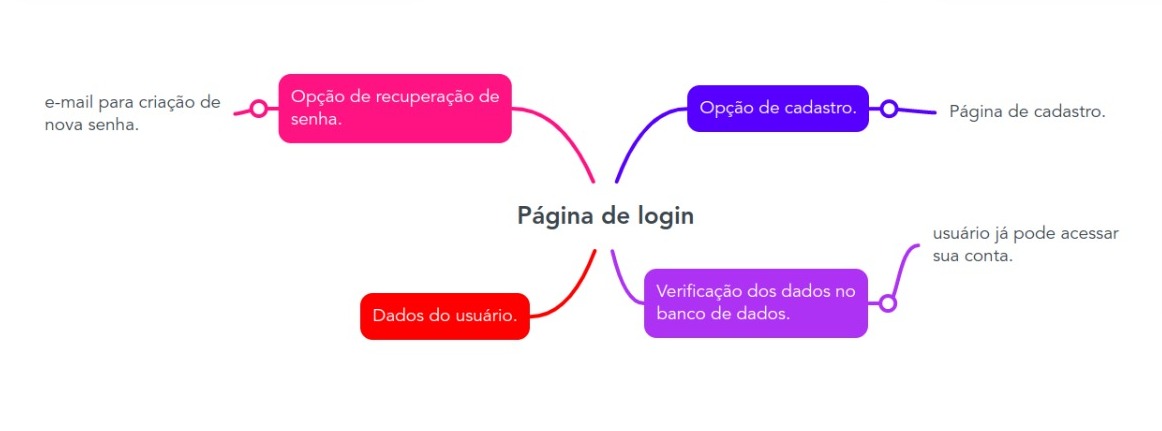 e-mail para criação de
nova senha.
Opção de recuperação de
senha.
Opção de cadastro.
Página de cadastro.
Página de login
usuário já pode acessar
sua conta.
Dados do usuário.
Verificação dos dados no
banco de dados.